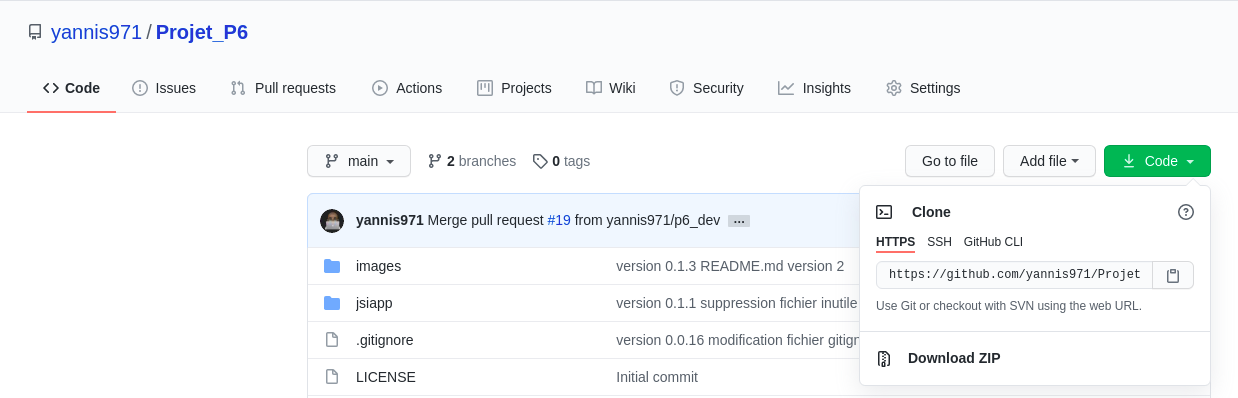 yannis971 / Projet_P6
Code Issues Pull requests Actions Projects Wiki Security Insights Settings
main 2 branches 0 tags Go to file Add file Code
yannis971 Merge pull request #19 from yannis971/p6_dev ...
Clone
HTTPS SSH GitHub CLI
images version 0.1.3 README.md version 2
https://github.com/yannis971/Projet
jsiapp version 0.1.1 suppression fichier inutile
Use Git or checkout with SVN using the web URL.
.gitignore version 0.0.16 modification fichier gitign
Download ZIP
LICENSE Initial commit